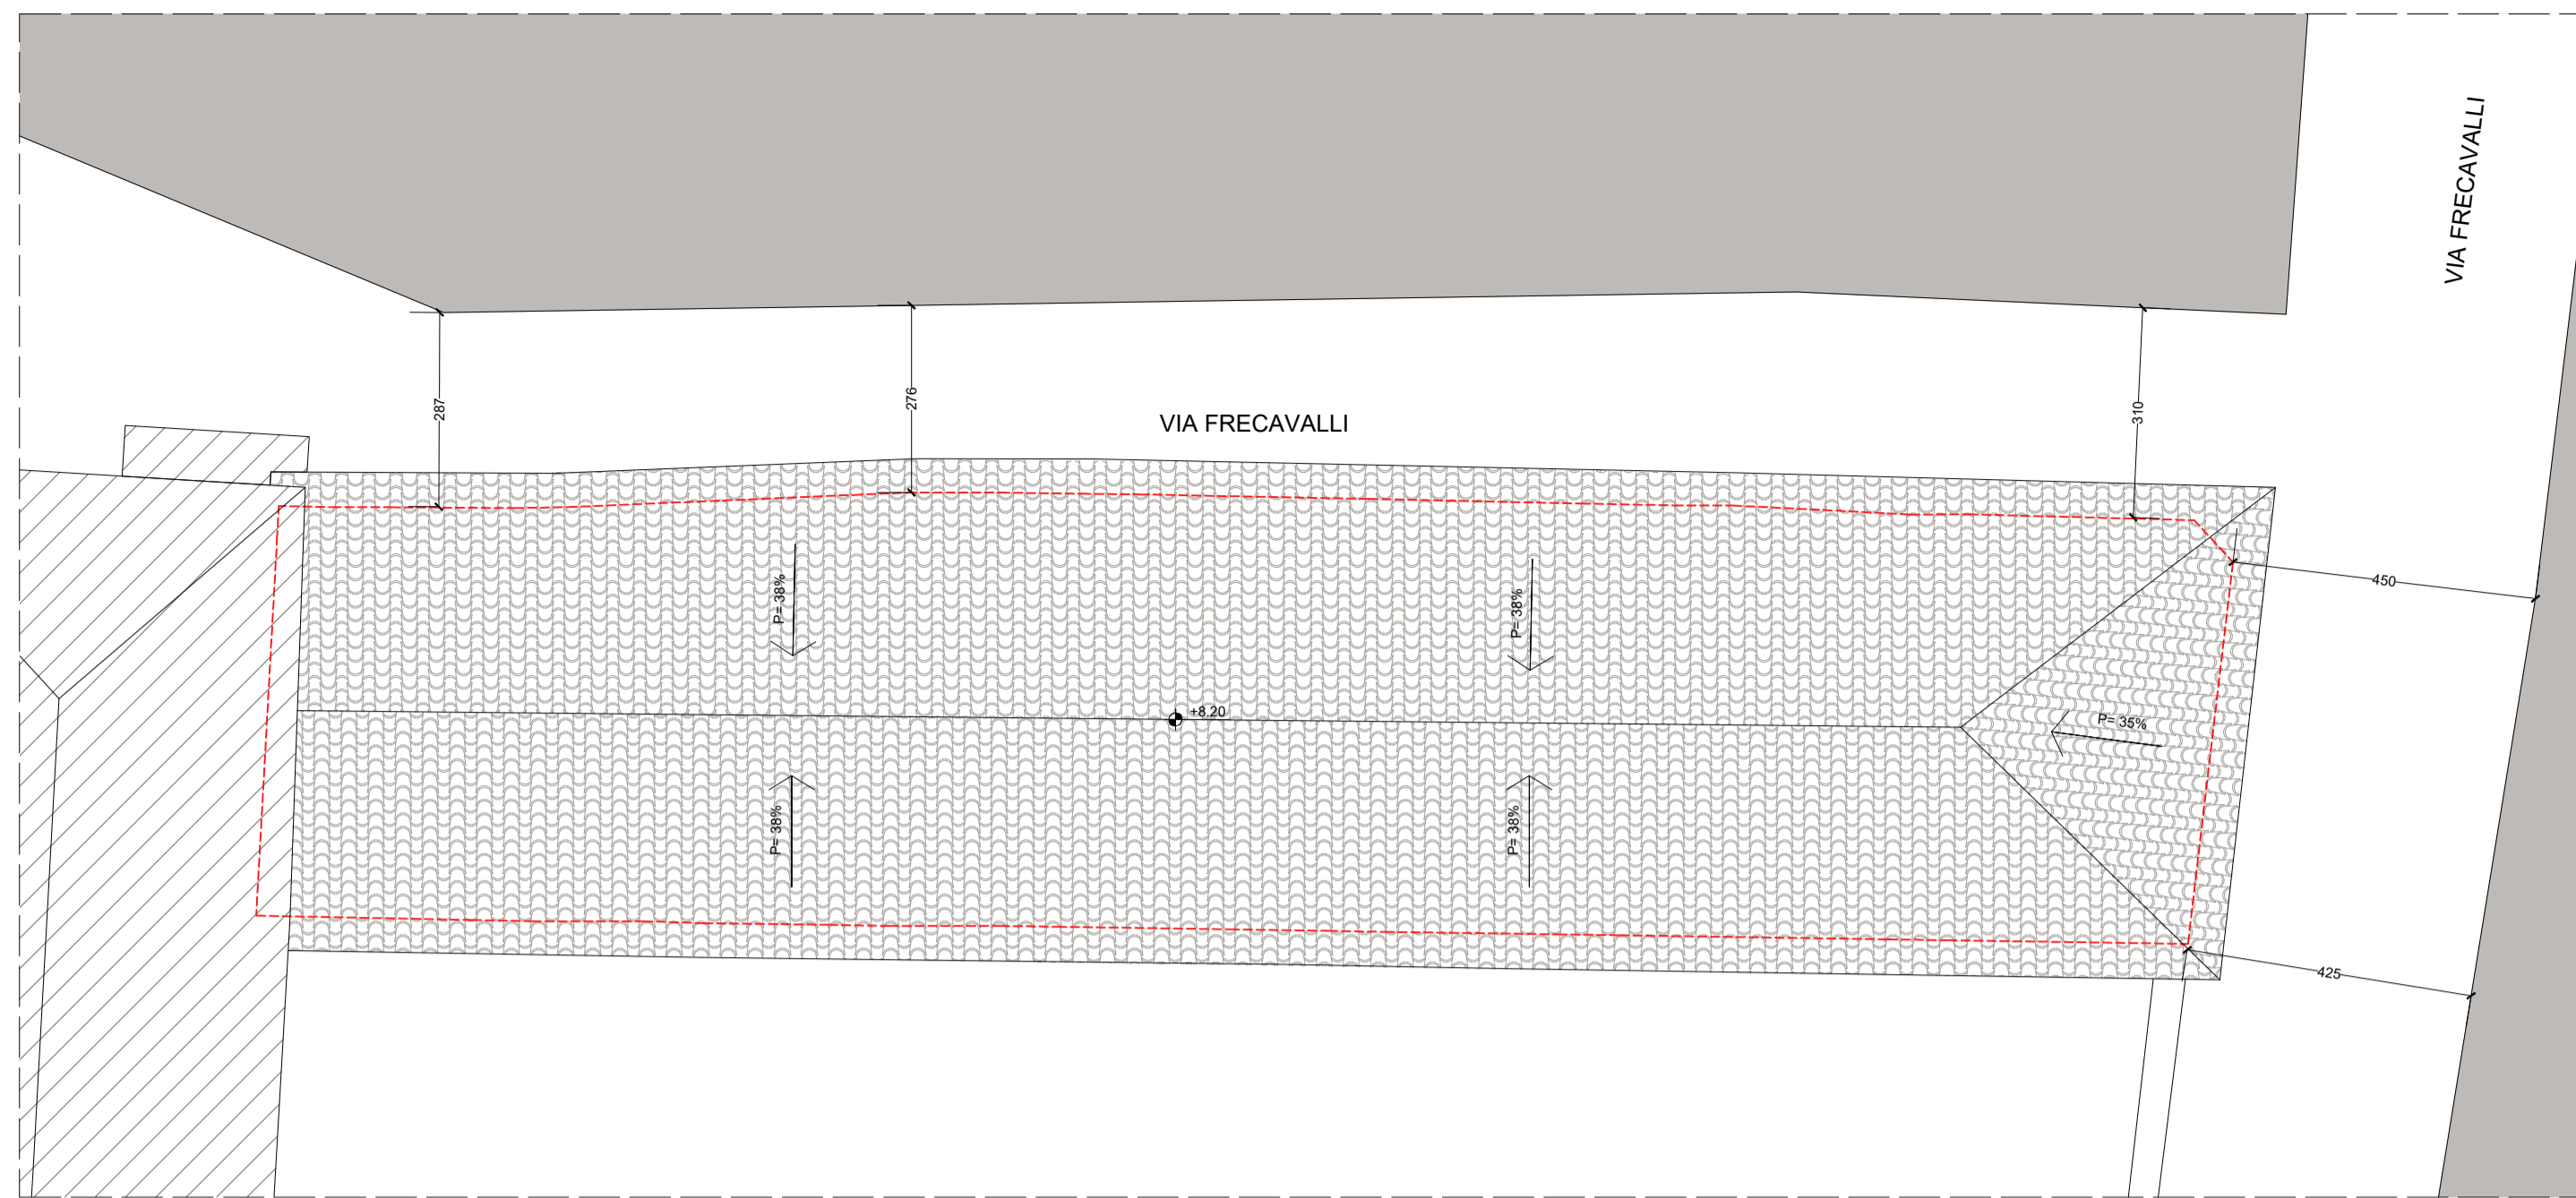 VIA FRECAVALLI
287
276
310
VIA FRECAVALLI
450
P= 38%
P= 38%
+8.20
P= 35%
P= 38%
P= 38%
425